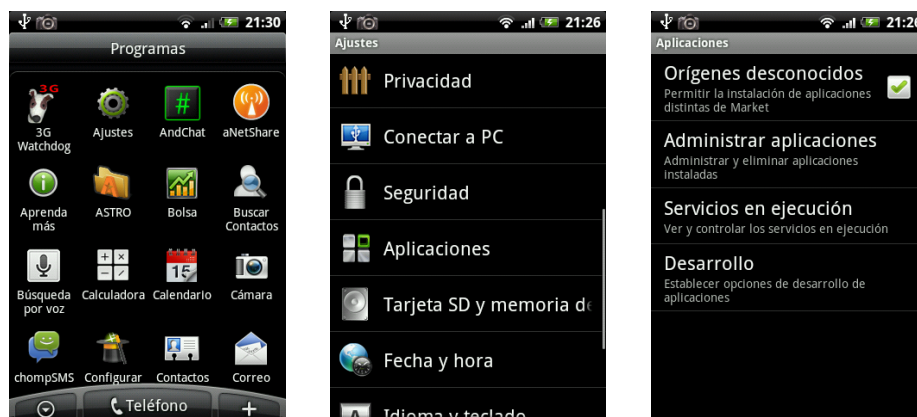 21:30
Programas
3G
3G
Watchdog
Ajustes
#
AndChat
aNetShare
Aprenda
más
ASTRO
Bolsa
Buscar
Contactos
15
Búsqueda
por voz
Calculadora
Calendario
Cámara
chompSMS
Configurar
Contactos
Correo
Teléfono
+
21:26
Ajustes
Privacidad
Conectar a PC
Seguridad
Aplicaciones
Tarjeta SD y memoria de
Fecha y hora
A
Idioma y teclado
21:26
Aplicaciones
Orígenes desconocidos
Permitir la instalación de aplicaciones
distintas de Market
Administrar aplicaciones
Administrar y eliminar aplicaciones
instaladas
Servicios en ejecución
Ver y controlar los servicios en ejecución
Desarrollo
Establecer opciones de desarrollo de
aplicaciones